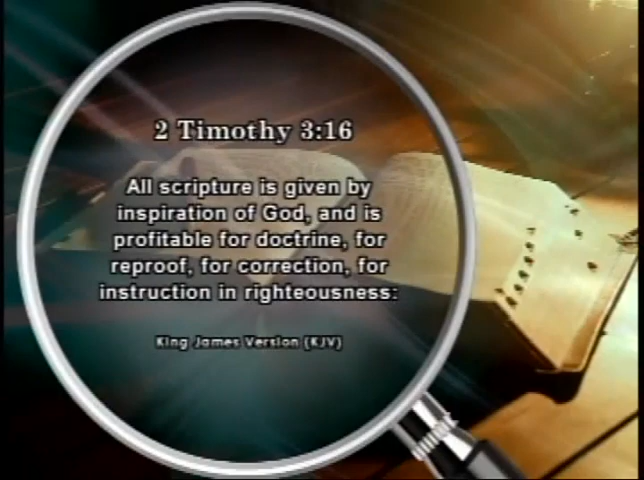 2 Timothy 3:16
All scripture is given by
inspiration of God, and is
profitable for doctrine, for
reproof, for correction, for
instruction in righteousness:
King James Version (KJV)